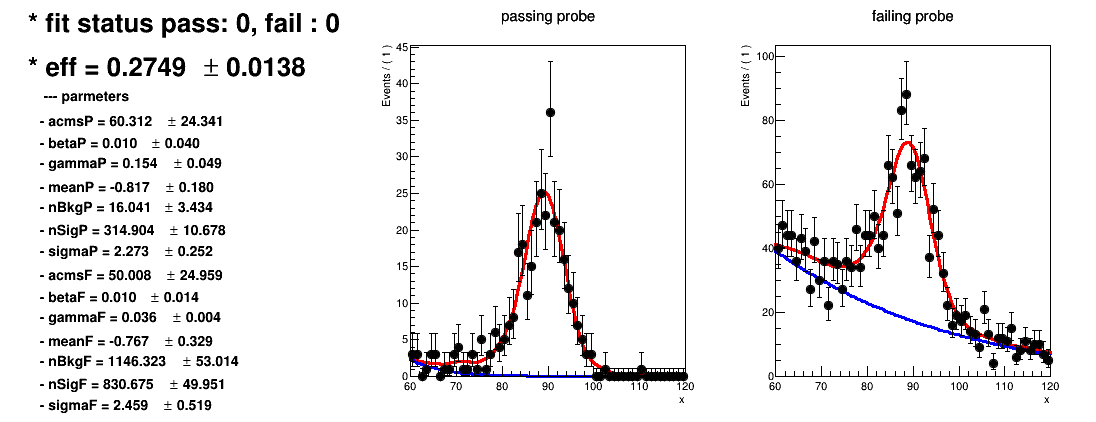 * fit status pass: 0, fail : 0
* eff = 0.2749 ± 0.0138
--- parmeters
- acmsP = 60.312 ± 24.341
- betaP = 0.010 ± 0.040
- gammaP = 0.154 ± 0.049
- meanP = -0.817 ± 0.180
- nBkgP = 16.041 ± 3.434
- nSigP = 314.904 ± 10.678
- sigmaP = 2.273 ± 0.252
- acmsF = 50.008 ± 24.959
- betaF = 0.010 ± 0.014
- gammaF = 0.036 ± 0.004
- meanF = -0.767 ± 0.329
- nBkgF = 1146.323 ± 53.014
- nSigF = 830.675 ± 49.951
- sigmaF = 2.459 ± 0.519
passing probe
Events / ( 1 )
45
40
35
30
25
20
15
10
5
0
60 70 80 90 100 110 120
x
failing probe
Events / ( 1 )
100
80
60
40
20
0
60 70 80 90 100 110 120
x